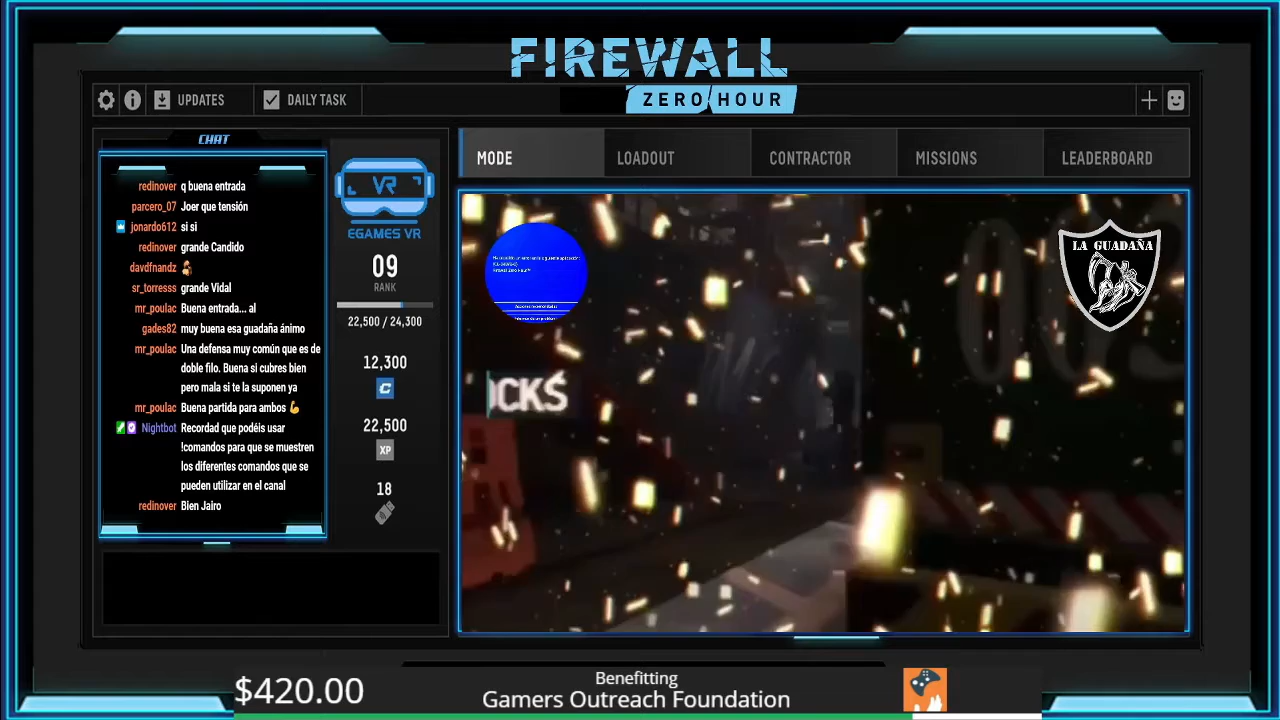 FIREWALL
ZERO HOUR
UPDATES
DAILY TASK
CHAT
redinover q buena entrada
parcero_07 Joer que tensión
jonardo612 si si
redinover grande Candido
davdfnandz
sr_torresss grande Vidal
mr_poulac Buena entrada... al
gades82 muy buena esa guadaña ánimo
mr_poulac Una defensa muy común que es de
doble filo. Buena si cubres bien
pero mala si te la suponen ya
mr_poulac Buena partida para ambos
Nightbot Recordad que podéis usar
!comandos para que se muestren
los diferentes comandos que se
pueden utilizar en el canal
redinover Bien Jairo
VR
EGAMES VR
09
RANK
22,500 / 24,300
12,300
C
22,500
XP
18
MODE
LOADOUT
CONTRACTOR
MISSIONS
LEADERBOARD
LA GUADAÑA
OCKS
$420.00
Benefitting
Gamers Outreach Foundation